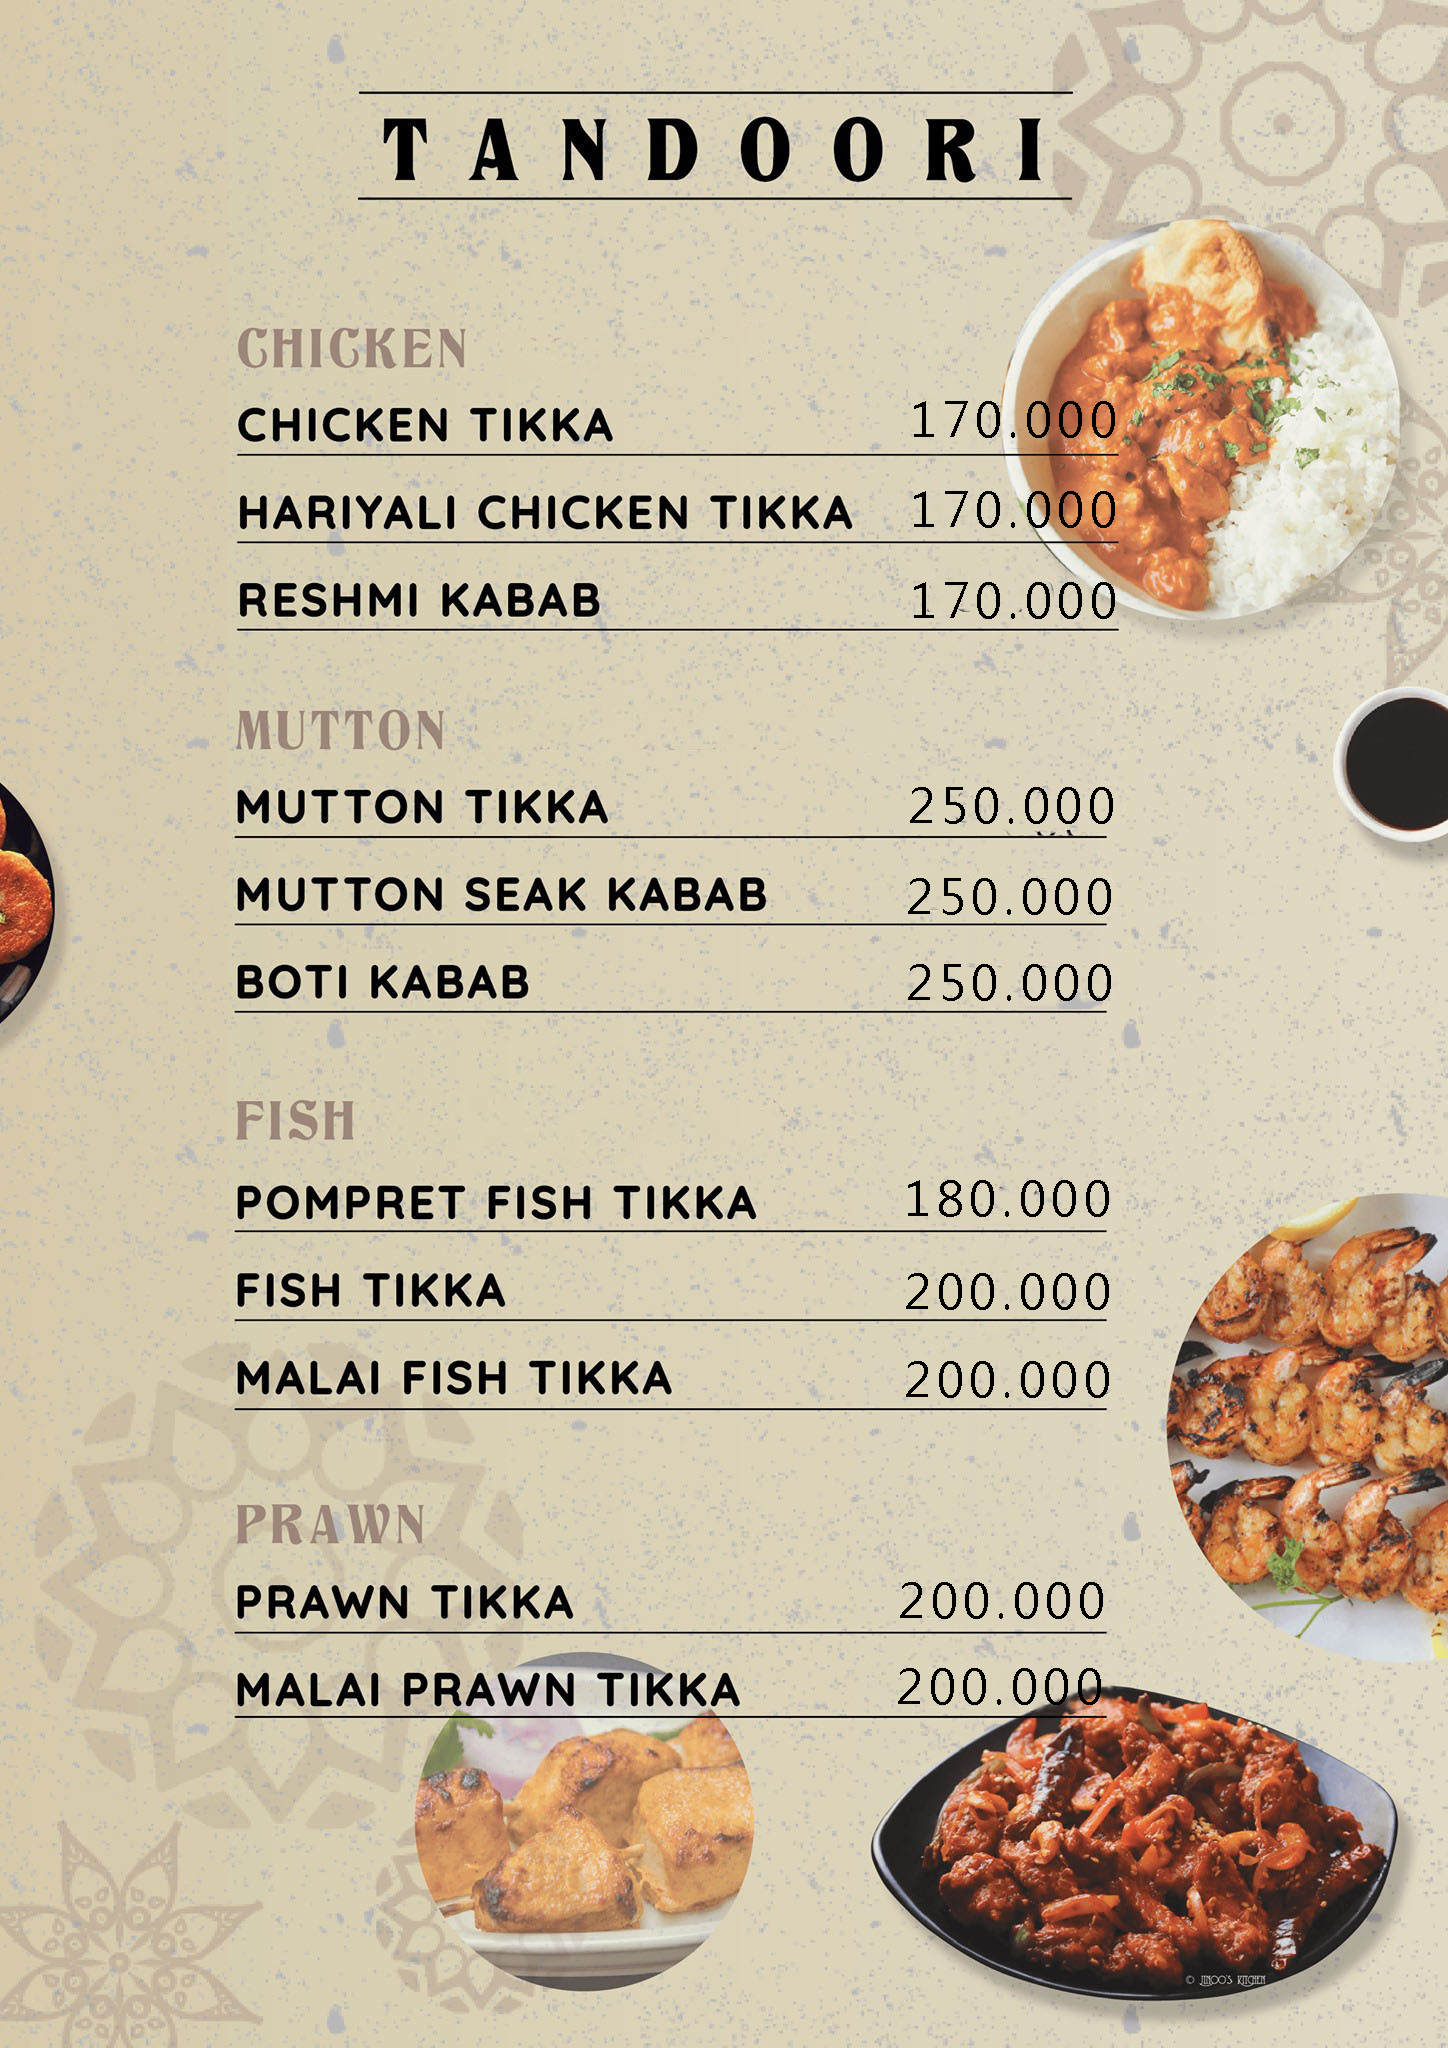 TANDOORI
CHICKEN
CHICKEN TIKKA 170.000
HARIYALI CHICKEN TIKKA 170.000
RESHMI KABAB 170.000
MUTTON
MUTTON TIKKA 250.000
MUTTON SEAK KABAB 250.000
BOTI KABAB 250.000
FISH
POMPRET FISH TIKKA 180.000
FISH TIKKA 200.000
MALAI FISH TIKKA 200.000
PRAWN
PRAWN TIKKA 200.000
MALAI PRAWN TIKKA 200.000
© JINOO'S KITCHEN